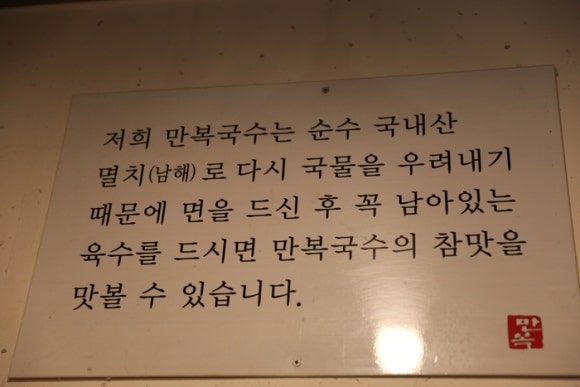 저희 만복국수는 순수 국내산
멸치(남해)로 다시 국물을 우려내기
때문에 면을 드신 후 꼭 남아있는
육수를 드시면 만복국수의 참맛을
맛볼 수 있습니다.
만복